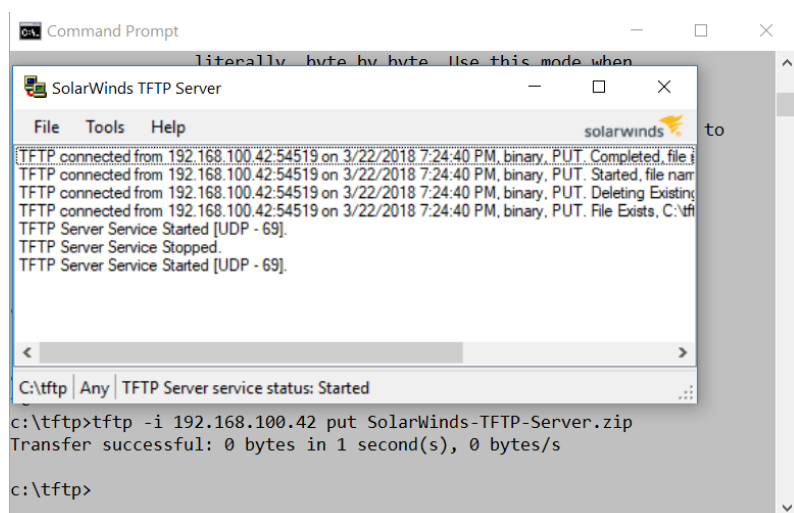 Command Prompt
literally, byte by byte. Use this mode when
SolarWinds TFTP Server
File Tools Help
solarwinds
to
TFTP connected from 192.168.100.42:54519 on 3/22/2018 7:24:40 PM, binary, PUT. Completed, file
TFTP connected from 192.168.100.42:54519 on 3/22/2018 7:24:40 PM, binary, PUT. Started, file nam
TFTP connected from 192.168.100.42:54519 on 3/22/2018 7:24:40 PM, binary, PUT. Deleting Existing
TFTP connected from 192.168.100.42:54519 on 3/22/2018 7:24:40 PM, binary, PUT. File Exists, C:\tft
TFTP Server Service Started [UDP - 69].
TFTP Server Service Stopped.
TFTP Server Service Started [UDP - 69].
C:\tftp Any TFTP Server service status: Started
c:\tftp>tftp -i 192.168.100.42 put SolarWinds-TFTP-Server.zip
Transfer successful: 0 bytes in 1 second(s), 0 bytes/s
c:\tftp>